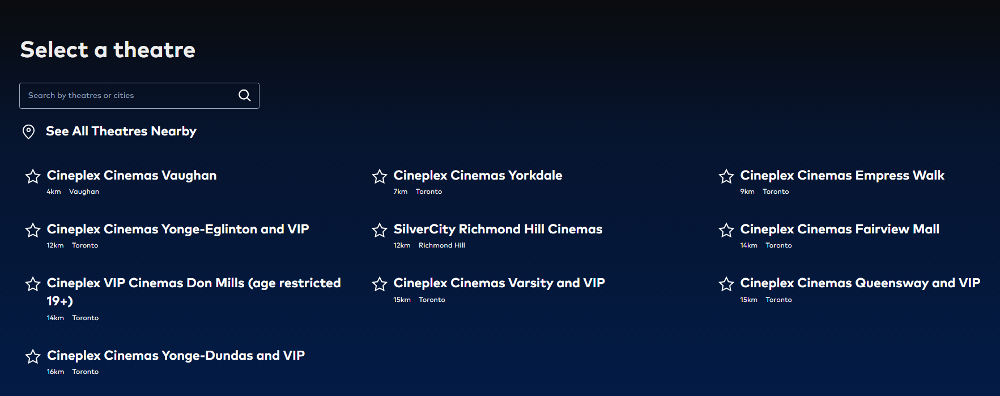 Select a theatre
Search by theatres or cities
See All Theatres Nearby
Cineplex Cinemas Vaughan
4km Vaughan
Cineplex Cinemas Yorkdale
7km Toronto
Cineplex Cinemas Empress Walk
9km Toronto
Cineplex Cinemas Yonge-Eglinton and VIP
12km Toronto
SilverCity Richmond Hill Cinemas
12km Richmond Hill
Cineplex Cinemas Fairview Mall
14km Toronto
Cineplex VIP Cinemas Don Mills (age restricted
19+)
14km Toronto
Cineplex Cinemas Varsity and VIP
15km Toronto
Cineplex Cinemas Queensway and VIP
15km Toronto
Cineplex Cinemas Yonge-Dundas and VIP
16km Toronto